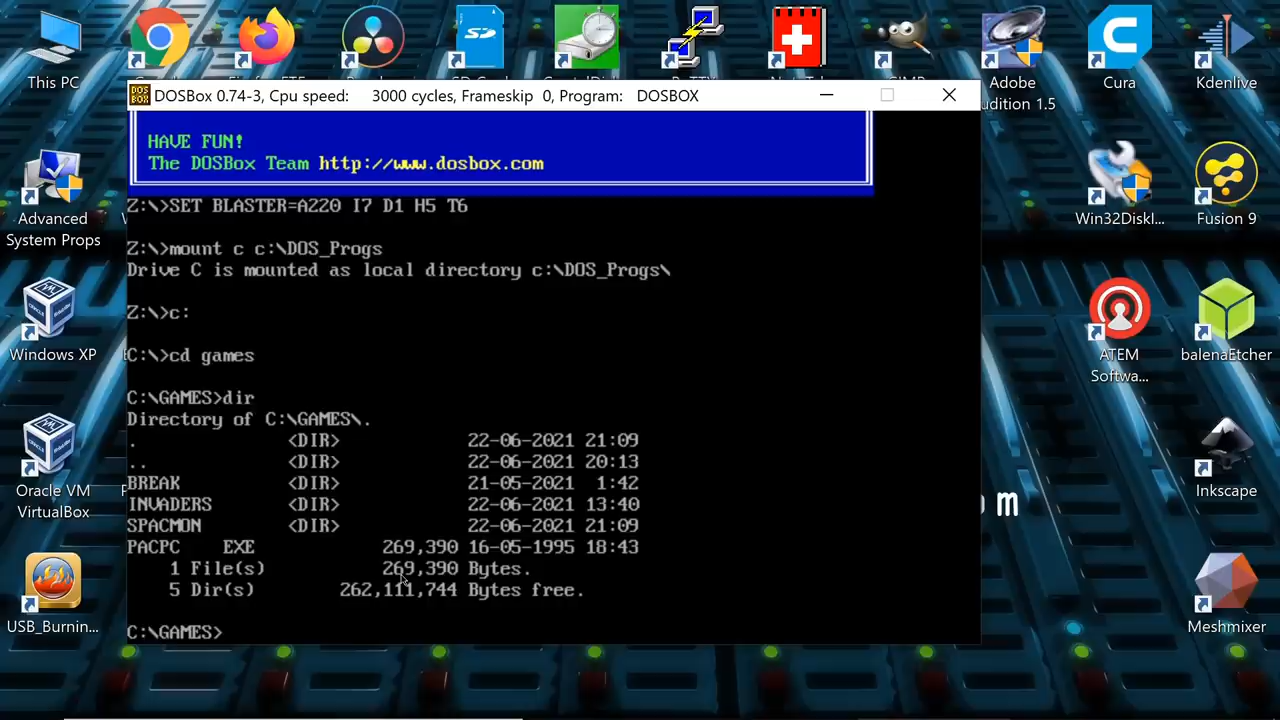 This PC
Adobe
udition 1.5
Cura
Kdenlive
DOSBox 0.74-3, Cpu speed: 3000 cycles, Frameskip 0, Program: DOSBOX
HAVE FUN!
The DOSBox Team http://www.dosbox.com
Z:\>SET BLASTER=A220 I7 D1 H5 T6
Z:\>mount c c:\DOS_Progs
Drive C is mounted as local directory c:\DOS_Progs\
Z:\>c:
C:\>cd games
C:\GAMES>dir
Directory of C:\GAMES\.
. <DIR> 22-06-2021 21:09
.. <DIR> 22-06-2021 20:13
BREAK <DIR> 21-05-2021 1:42
INVADERS <DIR> 22-06-2021 13:40
SPACMON <DIR> 22-06-2021 21:09
PACPC EXE 269,390 16-05-1995 18:43
1 File(s) 269,390 Bytes.
5 Dir(s) 262,111,744 Bytes free.
C:\GAMES>
Advanced
System Props
Windows XP
Oracle VM
VirtualBox
USB_Burnin...
Win32DiskI...
Fusion 9
ATEM
Softwa...
balenaEtcher
Inkscape
Meshmixer
SD
DOS
BOX
m